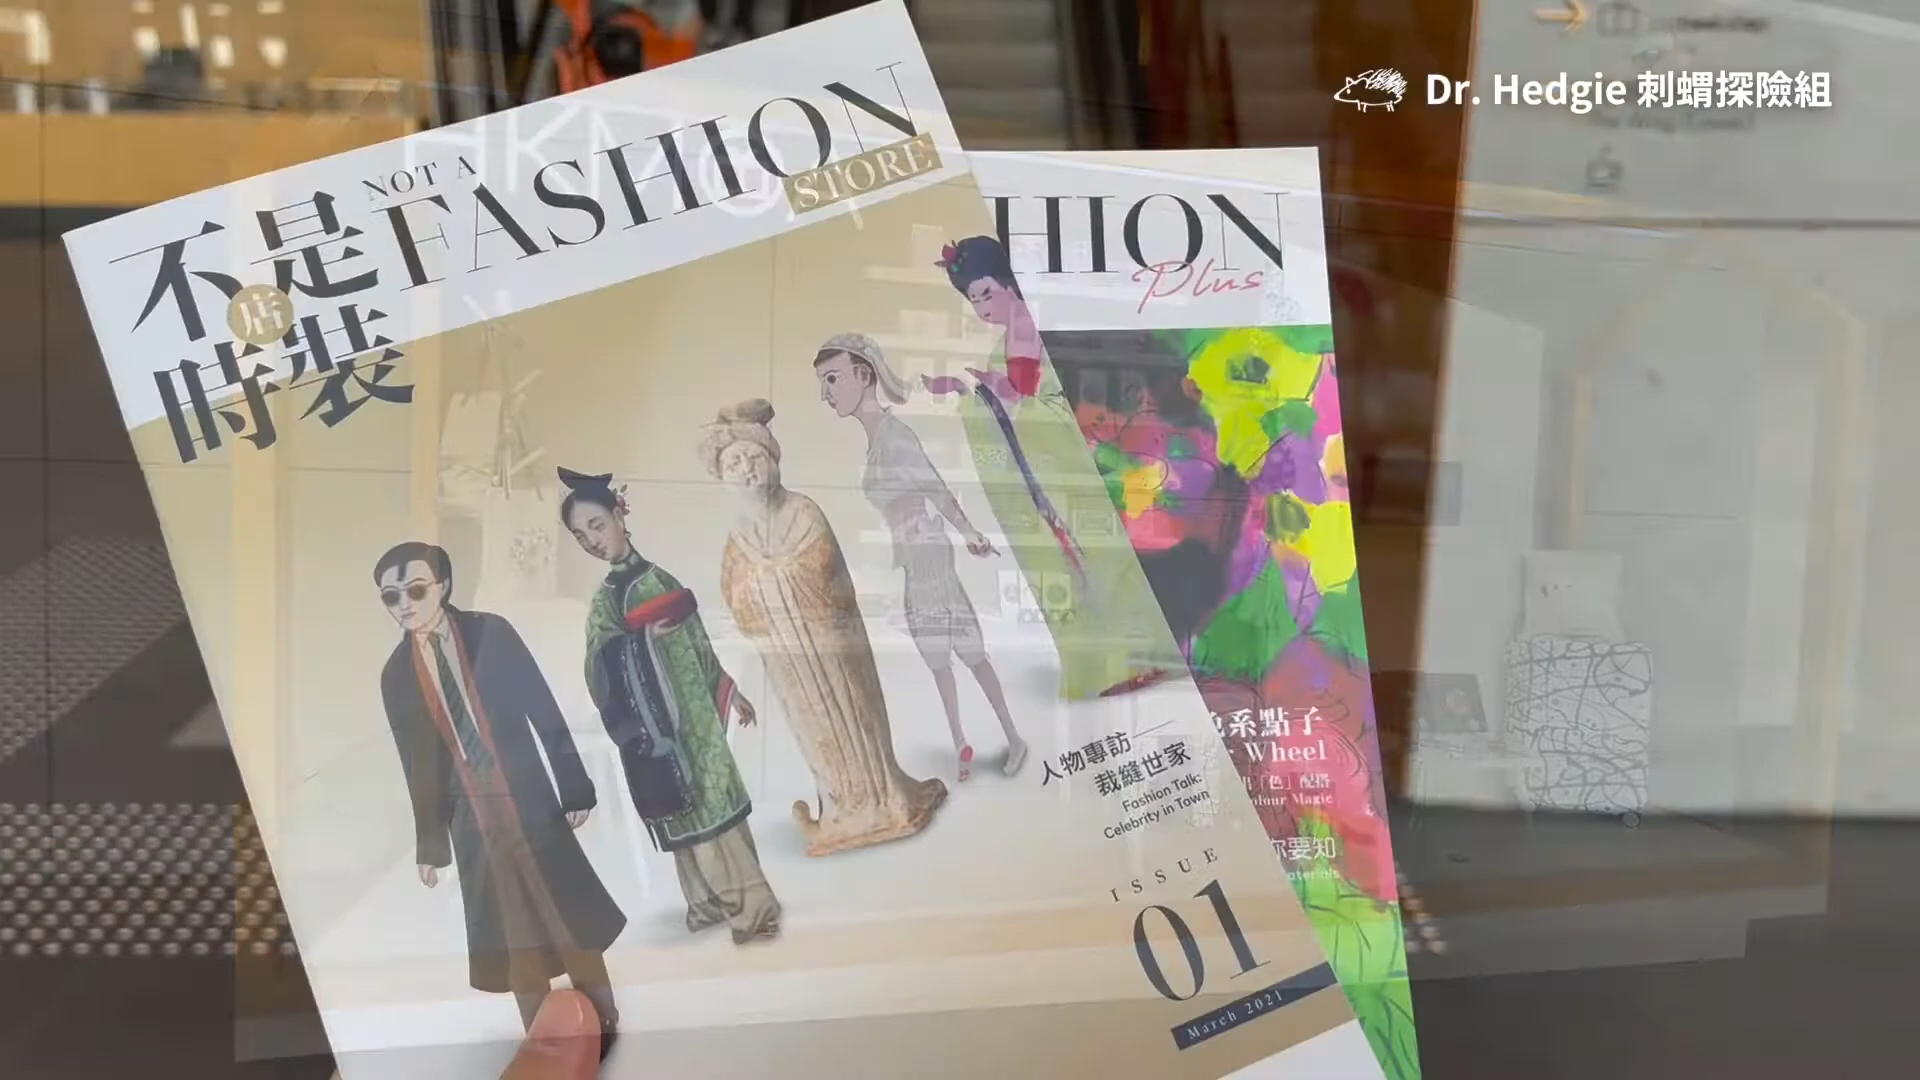 Dr. Hedgie 刺蝟探險組
NOT A
FASHION
STORE
不是
店
時裝
HION
Plus
人物專訪
裁縫世家
Fashion Talk:
Celebrity in Town
ISSUE
01
March 2021
系點子
Wheel
「色」配搭
olour Magic
你要知
aterials